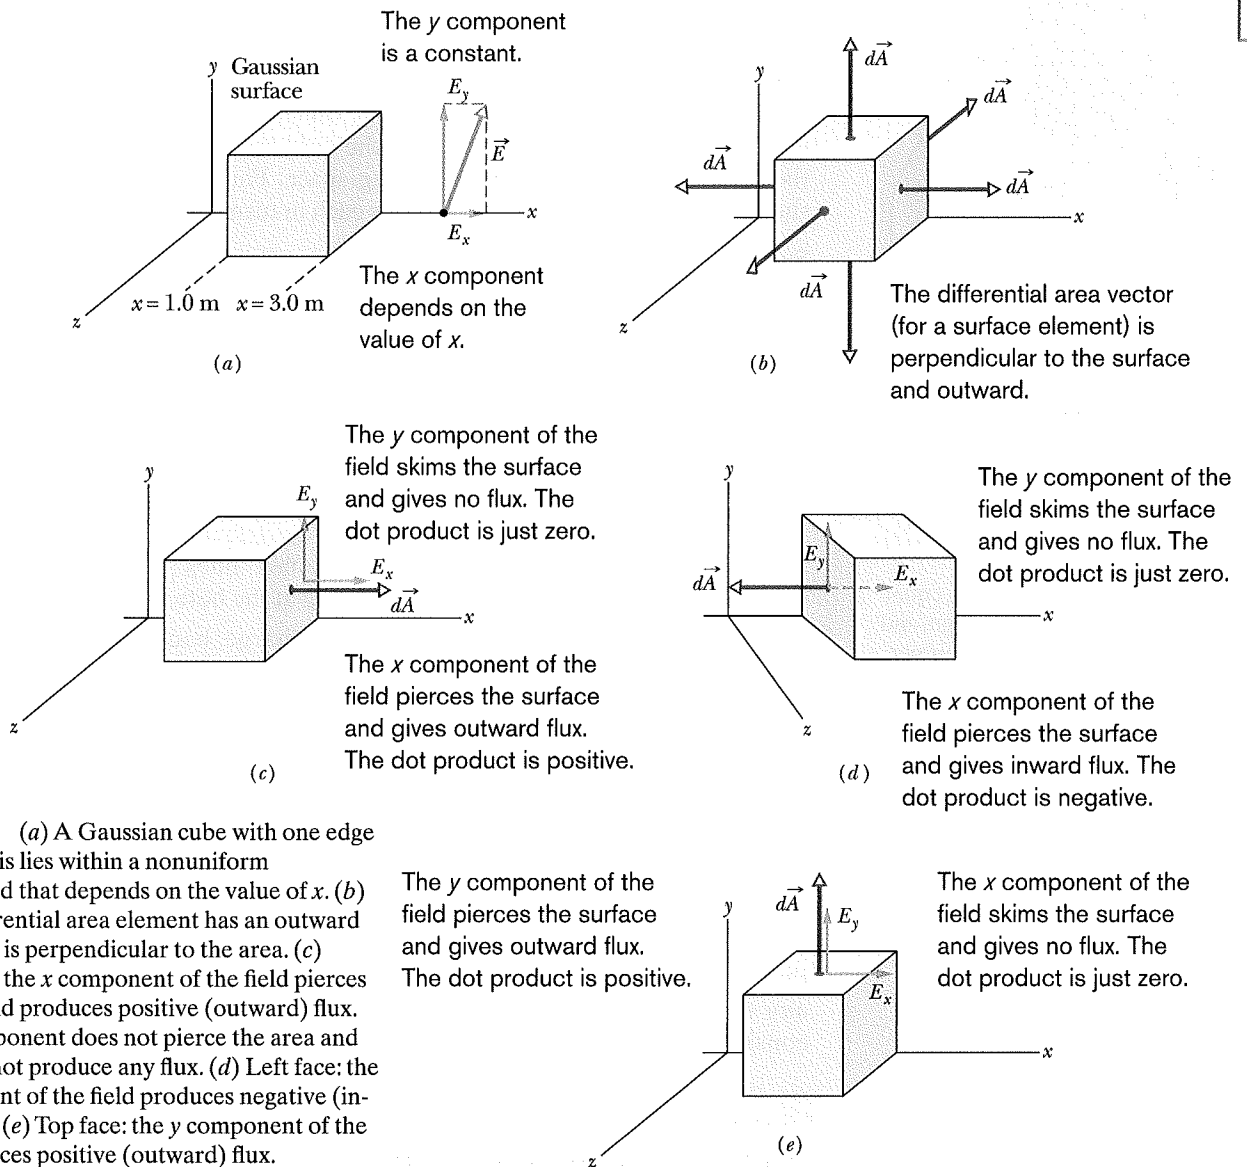 The y component
is a constant.
y
Gaussian
surface
E_y
\vec{E}
x
E_x
The x component
depends on the
value of x.
x = 1.0 m x = 3.0 m
z
(a)
y
d\vec{A}
d\vec{A}
d\vec{A}
d\vec{A}
x
d\vec{A}
z
The differential area vector
(for a surface element) is
perpendicular to the surface
and outward.
(b)
The y component of the
field skims the surface
and gives no flux. The
dot product is just zero.
y
E_y
E_x
d\vec{A}
x
The x component of the
field pierces the surface
and gives outward flux.
The dot product is positive.
z
(c)
y
The y component of the
field skims the surface
and gives no flux. The
dot product is just zero.
E_y
d\vec{A}
E_x
x
z
The x component of the
field pierces the surface
and gives inward flux. The
dot product is negative.
(d)
(a) A Gaussian cube with one edge
is lies within a nonuniform
d that depends on the value of x. (b)
rential area element has an outward
is perpendicular to the area. (c)
the x component of the field pierces
d produces positive (outward) flux.
ponent does not pierce the area and
not produce any flux. (d) Left face: the
nt of the field produces negative (in-
(e) Top face: the y component of the
ces positive (outward) flux.
The y component of the
field pierces the surface
and gives outward flux.
The dot product is positive.
y
d\vec{A}
E_y
E_x
x
z
The x component of the
field skims the surface
and gives no flux. The
dot product is just zero.
(e)